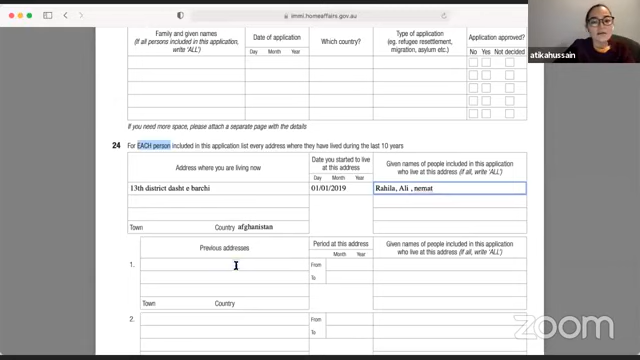 immi.homeaffairs.gov.au
Family and given names
(If all persons included in this application, write 'ALL')
Date of application
Day Month Year
Which country?
Type of application
(eg. refugee resettlement, migration, asylum etc.)
Application approved?
No Yes Not decided
atikahussain
If you need more space, please attach a separate page with the details
24 For EACH person included in this application list every address where they have lived during the last 10 years
Address where you are living now
Date you started to live at this address
Day Month Year
Given names of people included in this application who live at this address (If all, write 'ALL')
13th district dasht e barchi
01/01/2019
Rahila, Ali , nemat
Town
Country afghanistan
Previous addresses
Period at this address
Month Year
Given names of people included in this application who live at this address (If all, write 'ALL')
1.
From
To
Town
Country
2.
From
To
zoom